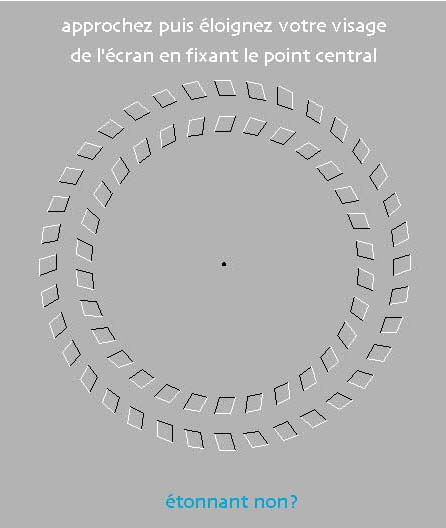 approchez puis éloignez votre visage
de l'écran en fixant le point central
étonnant non?